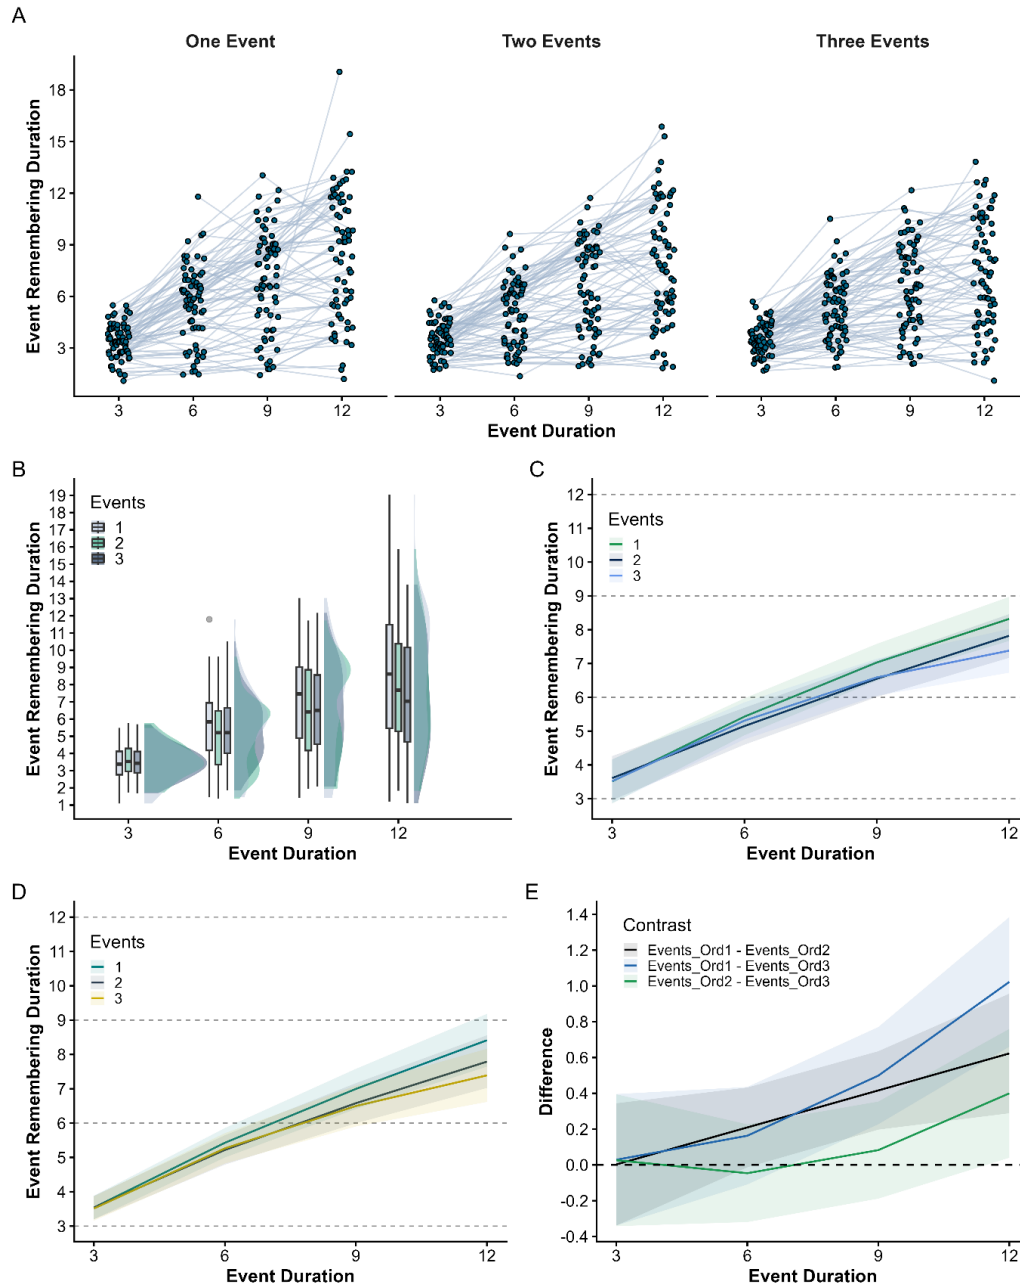 A
One Event
Two Events
Three Events
Event Remembering Duration
18
15
12
9
6
3
3 6 9 12
3 6 9 12
3 6 9 12
Event Duration
B
Event Remembering Duration
19
18
17
16
15
14
13
12
11
10
9
8
7
6
5
4
3
2
1
Events
1
2
3
3 6 9 12
Event Duration
C
Event Remembering Duration
12
9
8
7
6
5
4
3
Events
1
2
3
3 6 9 12
Event Duration
D
Event Remembering Duration
12
9
8
7
6
5
4
3
Events
1
2
3
3 6 9 12
Event Duration
E
Difference
1.4
1.2
1.0
0.8
0.6
0.4
0.2
0.0
-0.2
-0.4
Contrast
Events_Ord1 - Events_Ord2
Events_Ord1 - Events_Ord3
Events_Ord2 - Events_Ord3
3 6 9 12
Event Duration